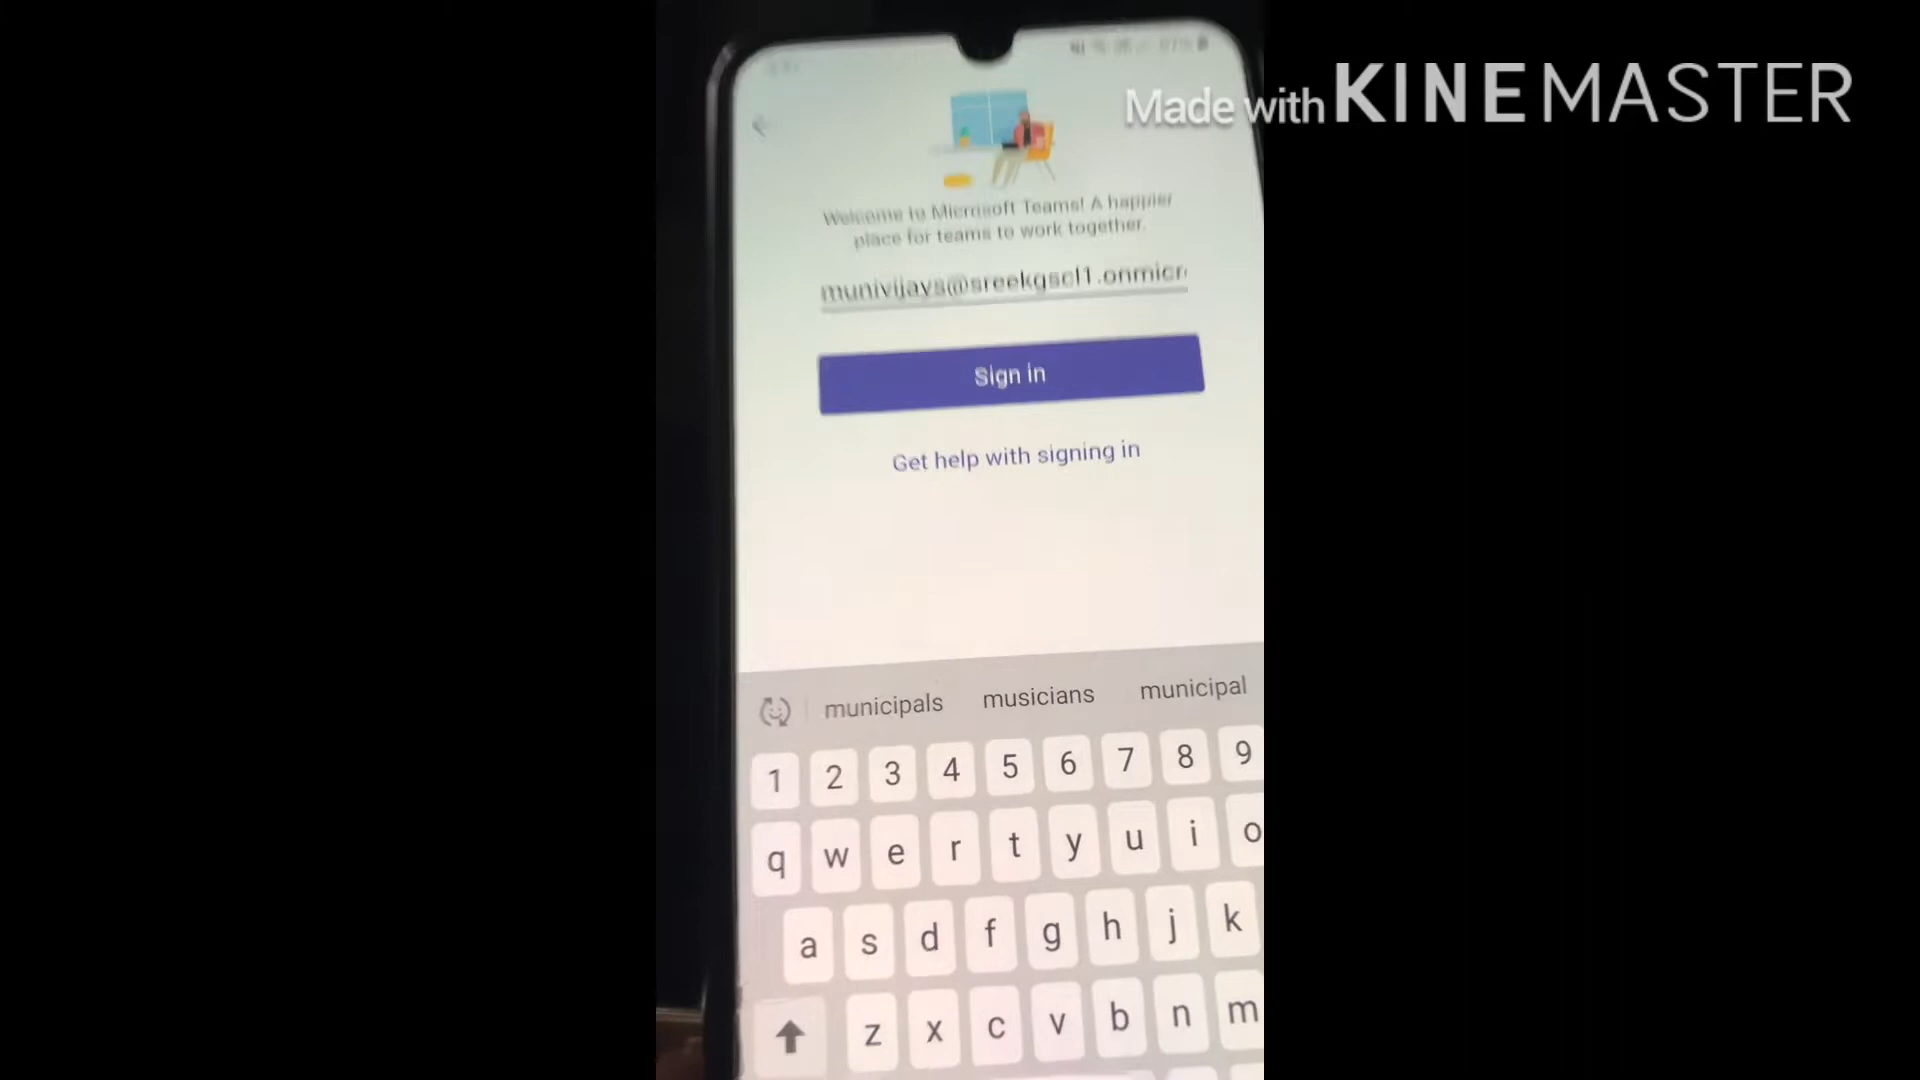 Made with KINEMASTER
Welcome to Microsoft Teams! A happier
place for teams to work together.
munivijays@sreekgscl1.onmicr
Sign in
Get help with signing in
municipals musicians municipal
1 2 3 4 5 6 7 8 9
q w e r t y u i o
a s d f g h j k
z x c v b n m